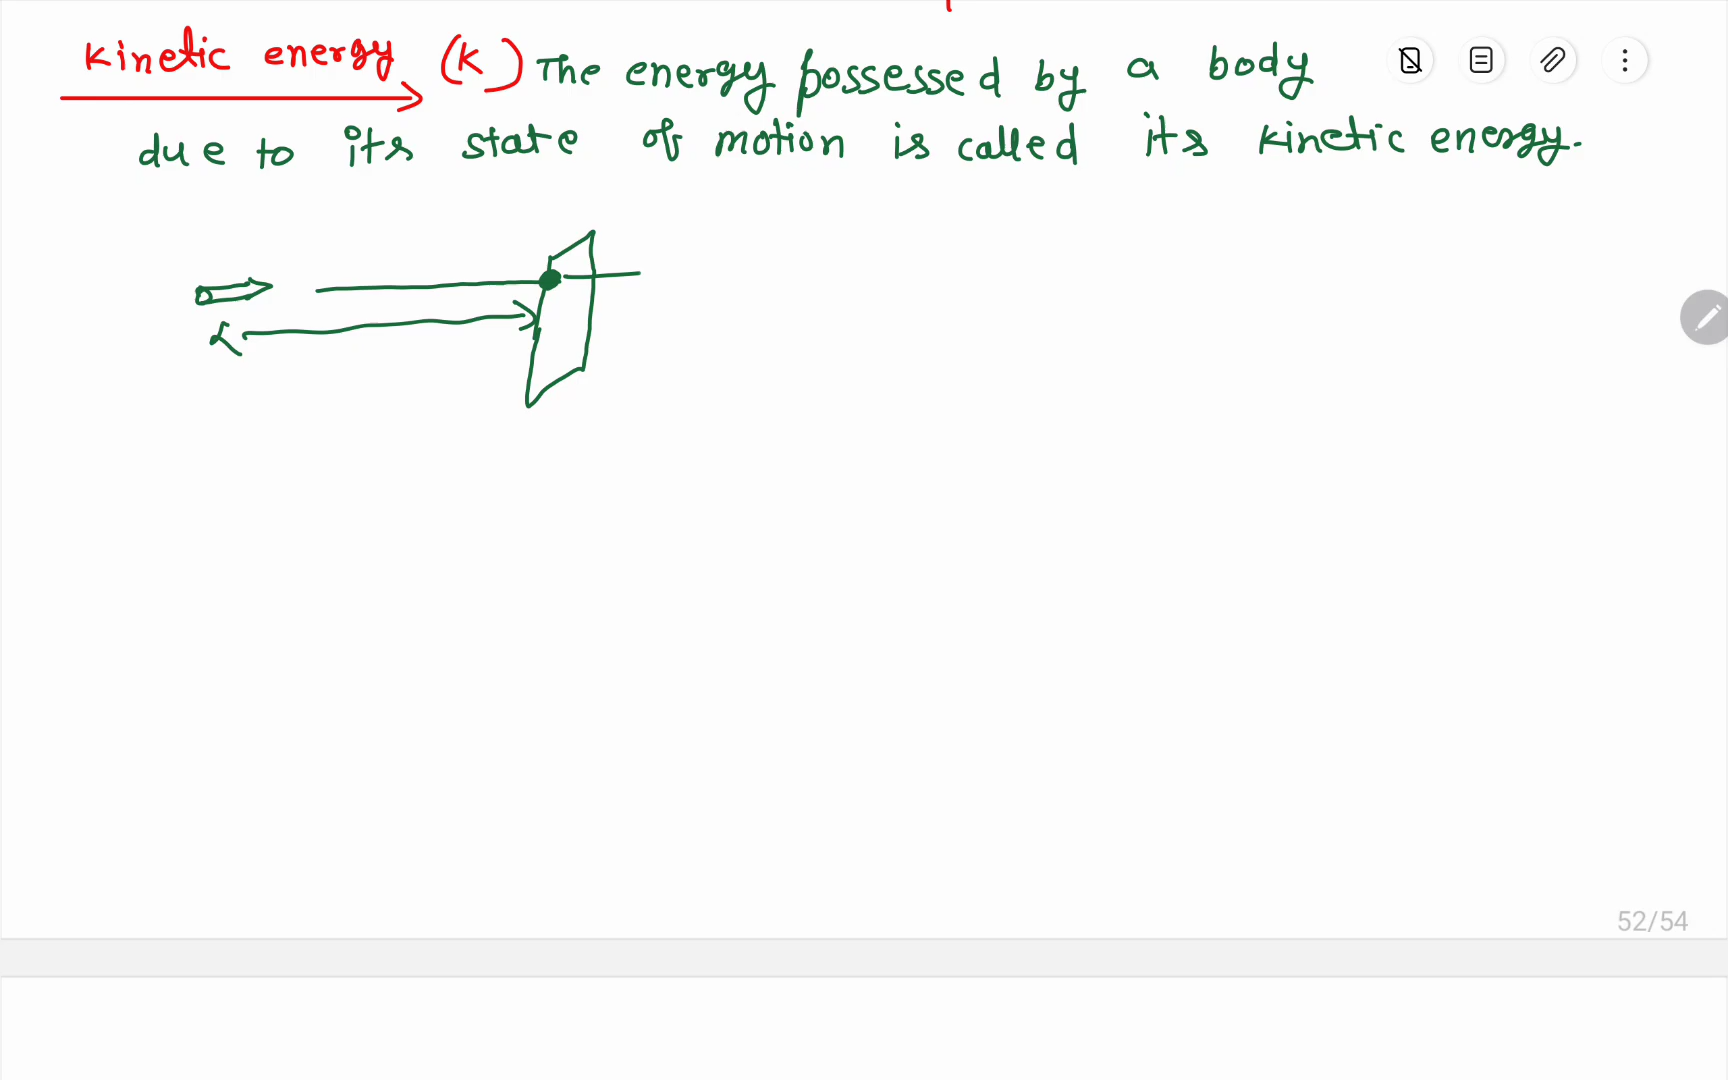 Kinetic energy (K) The energy possessed by a body
due to its state of motion is called its kinetic energy.
52/54